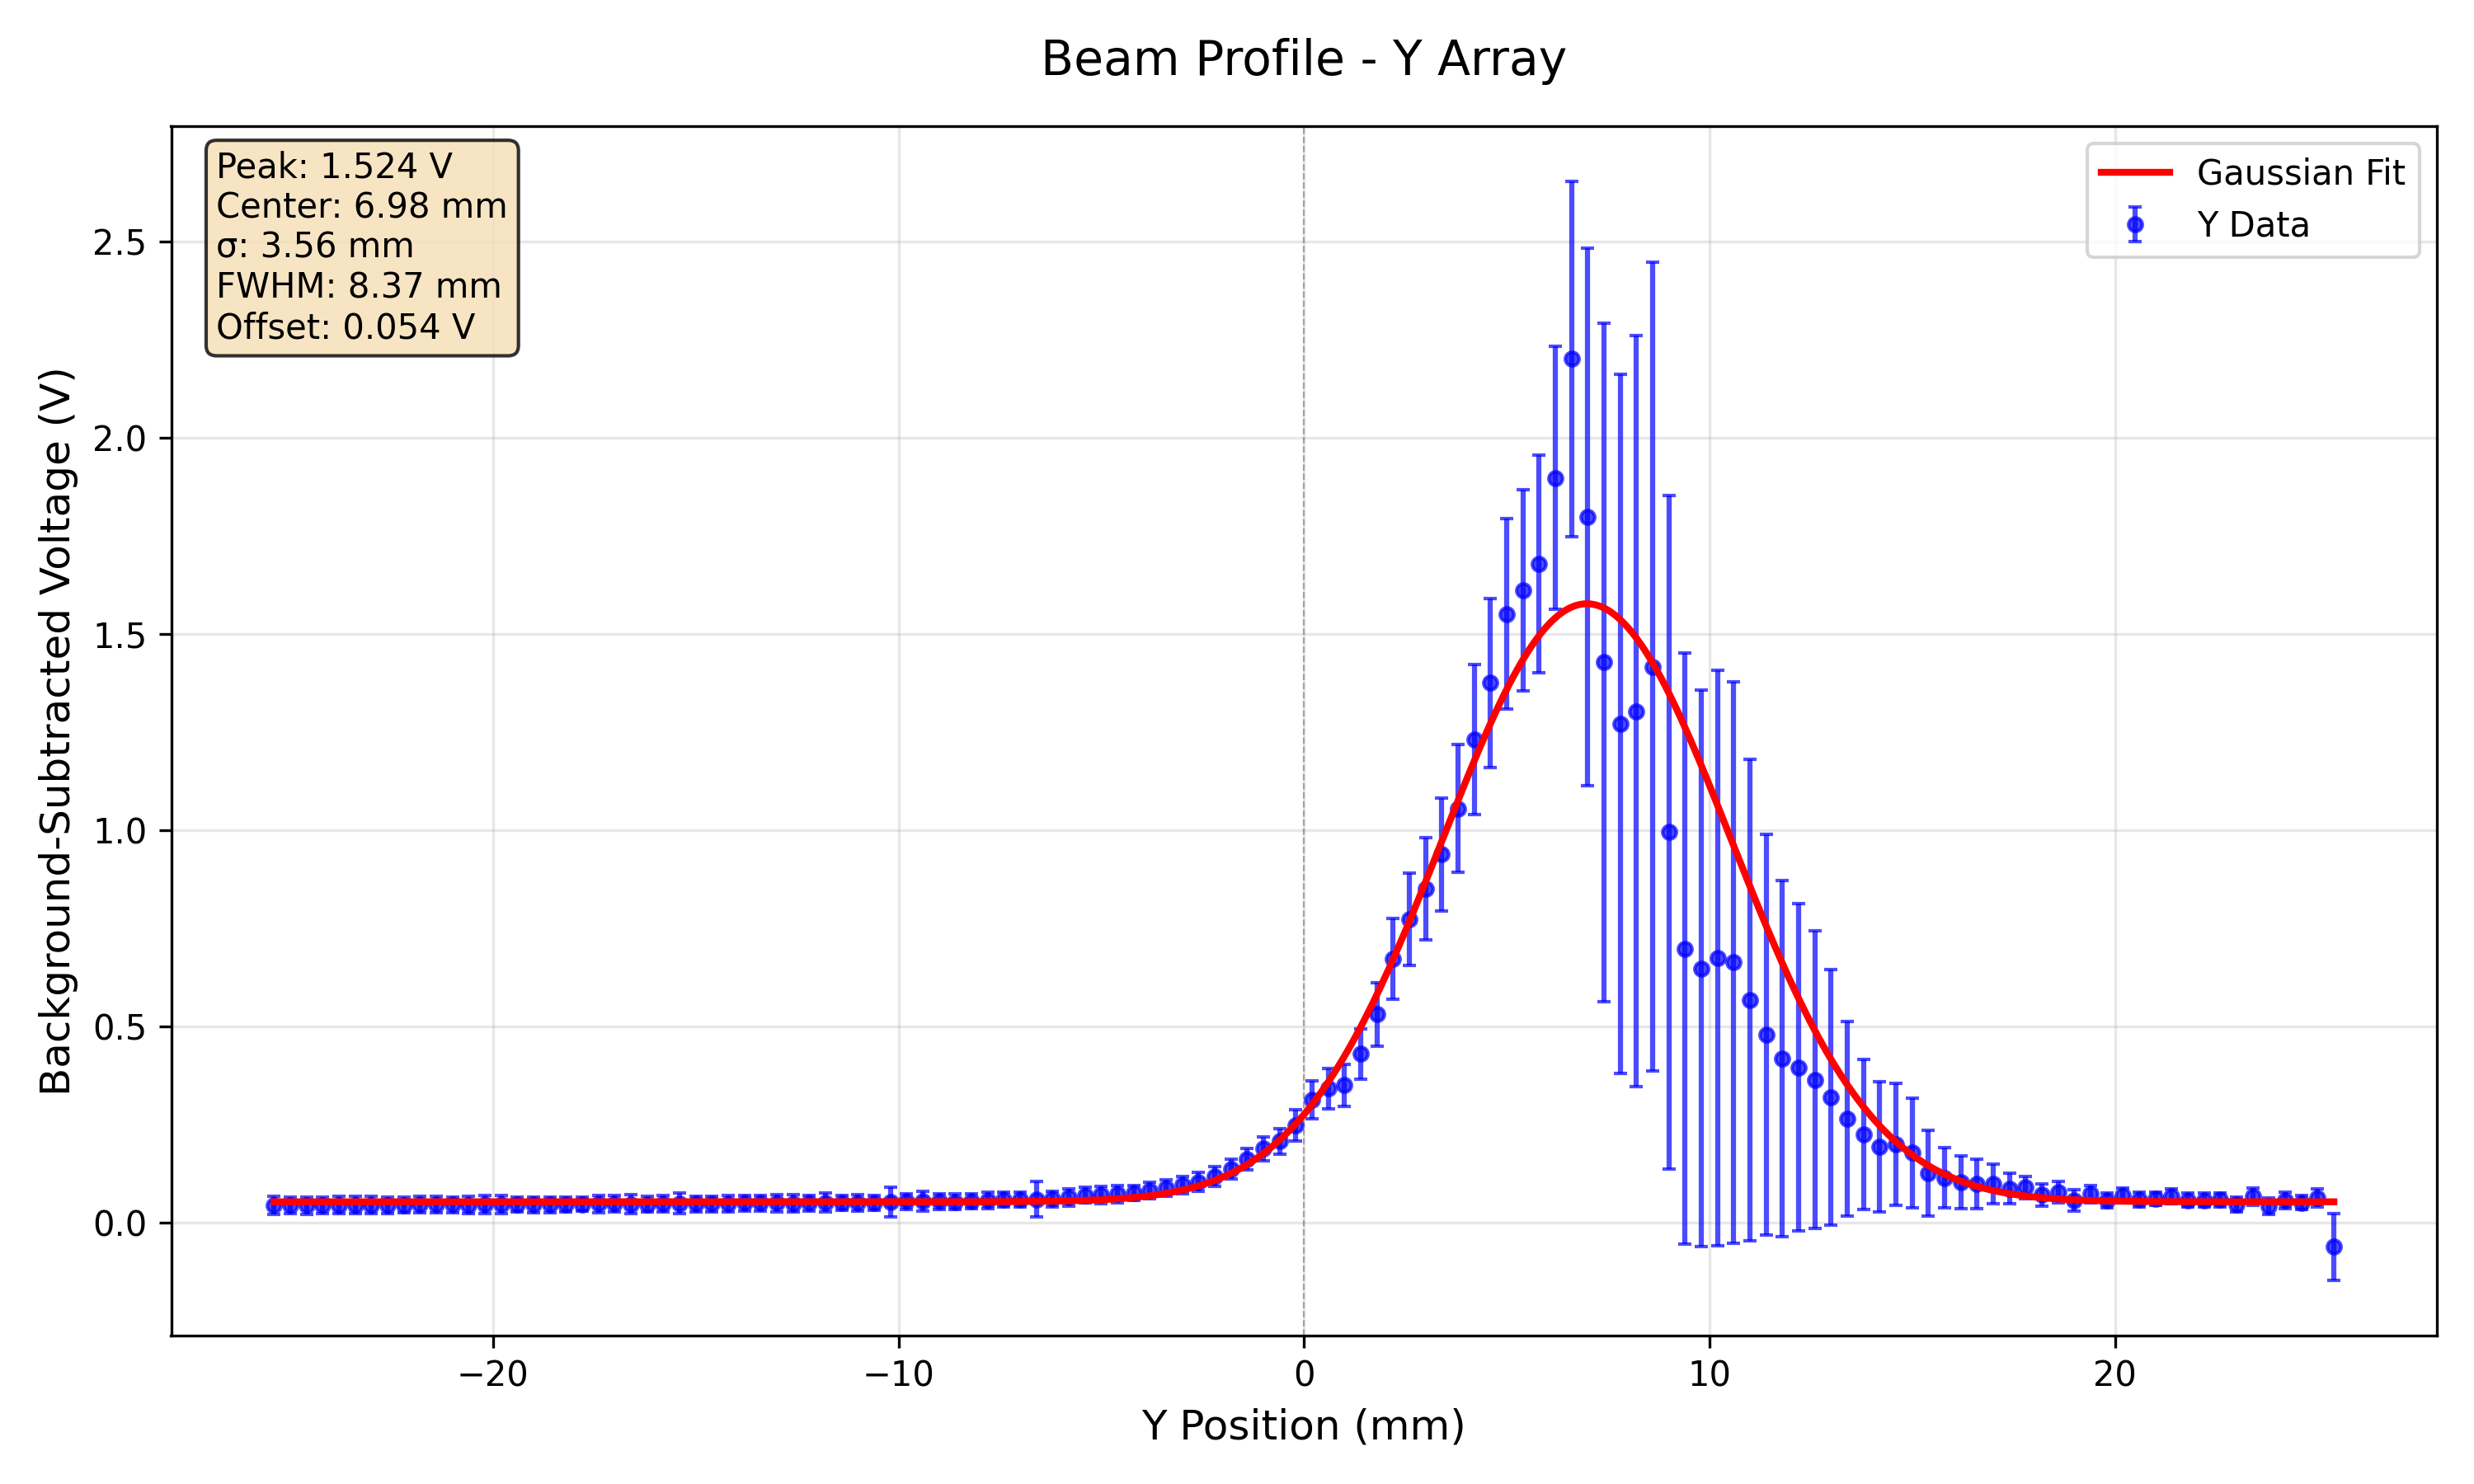 Beam Profile - Y Array
Peak: 1.524 V
Center: 6.98 mm
σ: 3.56 mm
FWHM: 8.37 mm
Offset: 0.054 V
Gaussian Fit
Y Data
Background-Subtracted Voltage (V)
2.5
2.0
1.5
1.0
0.5
0.0
−20
−10
0
10
20
Y Position (mm)